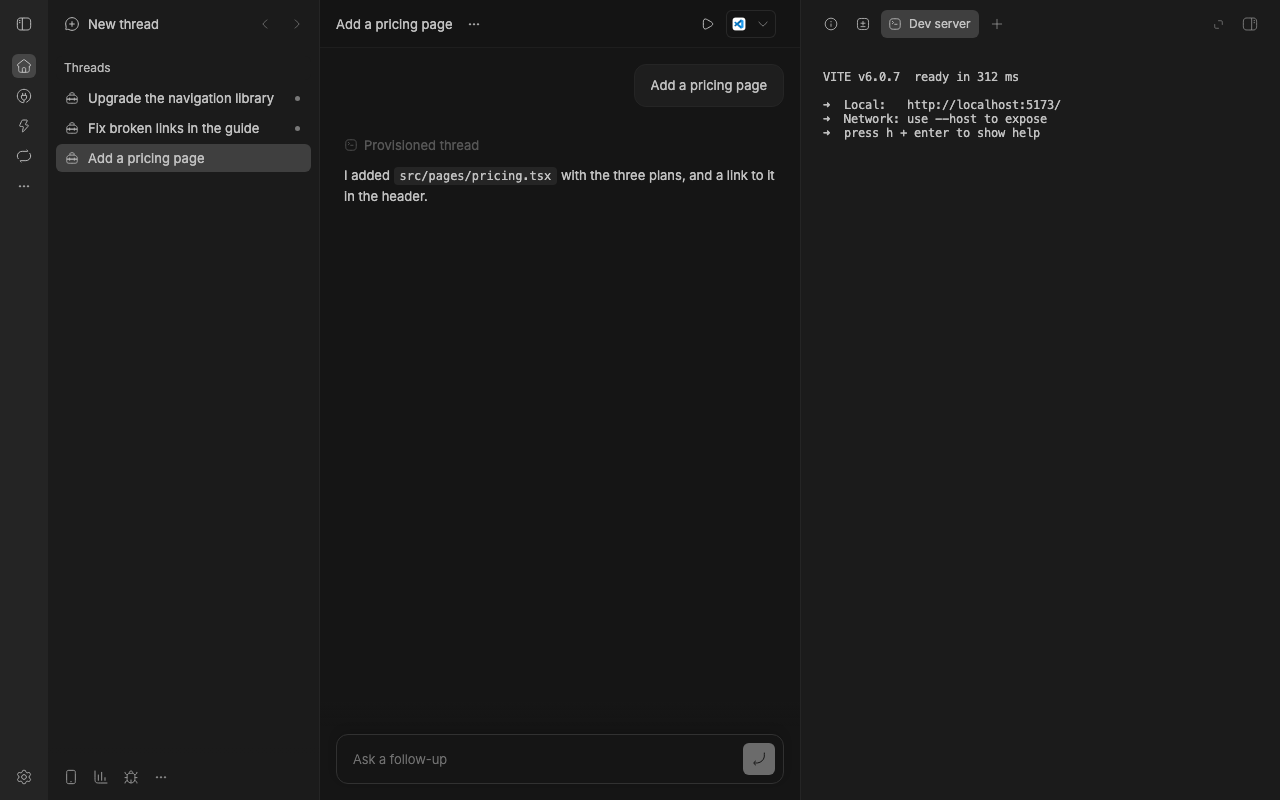 New thread
Threads
Upgrade the navigation library
Fix broken links in the guide
Add a pricing page
Add a pricing page
Add a pricing page
Provisioned thread
I added src/pages/pricing.tsx with the three plans, and a link to it
in the header.
Ask a follow-up
Dev server
VITE v6.0.7 ready in 312 ms
➜ Local: http://localhost:5173/
➜ Network: use --host to expose
➜ press h + enter to show help